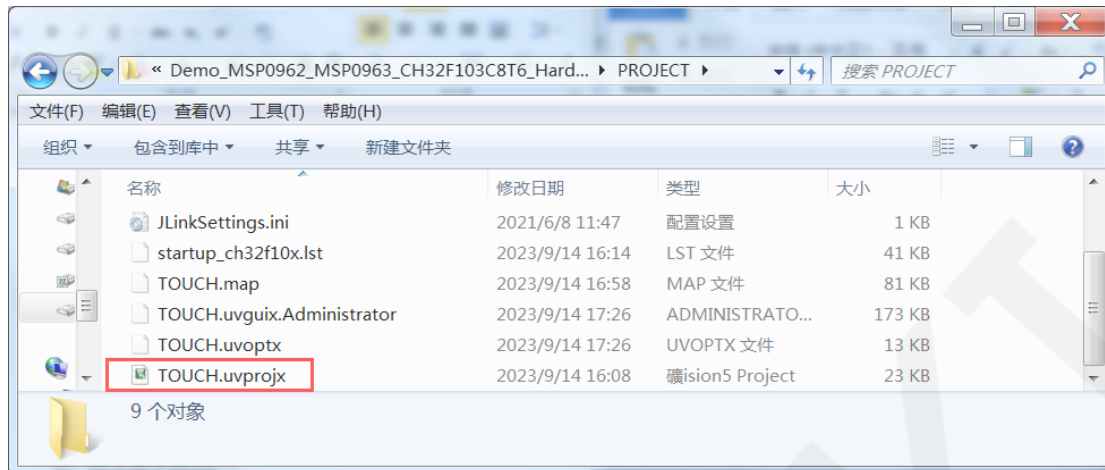 « Demo_MSP0962_MSP0963_CH32F103C8T6_Hard... ▸ PROJECT ▸ 搜索 PROJECT
文件(F) 编辑(E) 查看(V) 工具(T) 帮助(H)
组织 包含到库中 共享 新建文件夹
名称 修改日期 类型 大小
JLinkSettings.ini 2021/6/8 11:47 配置设置 1 KB
startup_ch32f10x.lst 2023/9/14 16:14 LST 文件 41 KB
TOUCH.map 2023/9/14 16:58 MAP 文件 81 KB
TOUCH.uvguix.Administrator 2023/9/14 17:26 ADMINISTRATO... 173 KB
TOUCH.uvoptx 2023/9/14 17:26 UVOPTX 文件 13 KB
TOUCH.uvprojx 2023/9/14 16:08 礦ision5 Project 23 KB
9 个对象